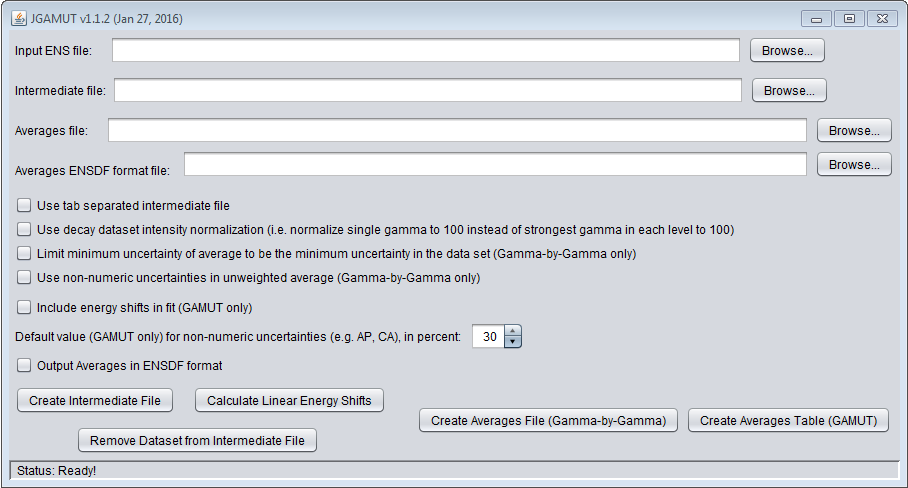 JGAMUT v1.1.2 (Jan 27, 2016)
Input ENS file: Browse...
Intermediate file: Browse...
Averages file: Browse...
Averages ENSDF format file: Browse...
Use tab separated intermediate file
Use decay dataset intensity normalization (i.e. normalize single gamma to 100 instead of strongest gamma in each level to 100)
Limit minimum uncertainty of average to be the minimum uncertainty in the data set (Gamma-by-Gamma only)
Use non-numeric uncertainties in unweighted average (Gamma-by-Gamma only)
Include energy shifts in fit (GAMUT only)
Default value (GAMUT only) for non-numeric uncertainties (e.g. AP, CA), in percent: 30
Output Averages in ENSDF format
Create Intermediate File Calculate Linear Energy Shifts
Create Averages File (Gamma-by-Gamma) Create Averages Table (GAMUT)
Remove Dataset from Intermediate File
Status: Ready!